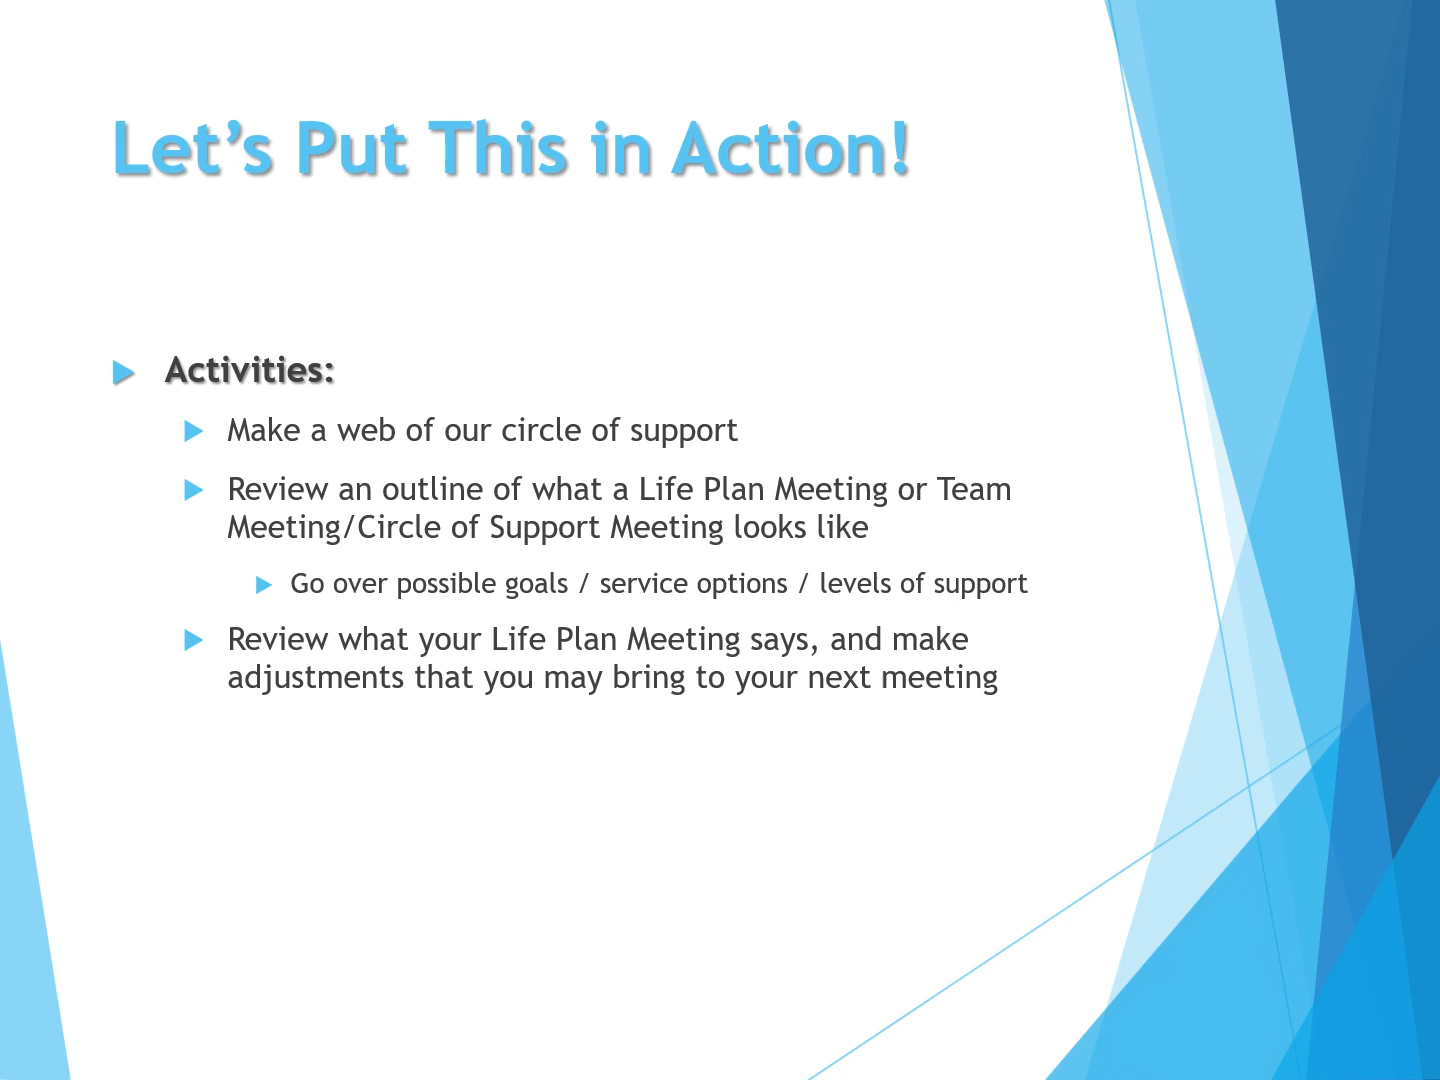 Let’s Put This in Action!
Activities:
Make a web of our circle of support
Review an outline of what a Life Plan Meeting or Team
Meeting/Circle of Support Meeting looks like
Go over possible goals / service options / levels of support
Review what your Life Plan Meeting says, and make
adjustments that you may bring to your next meeting